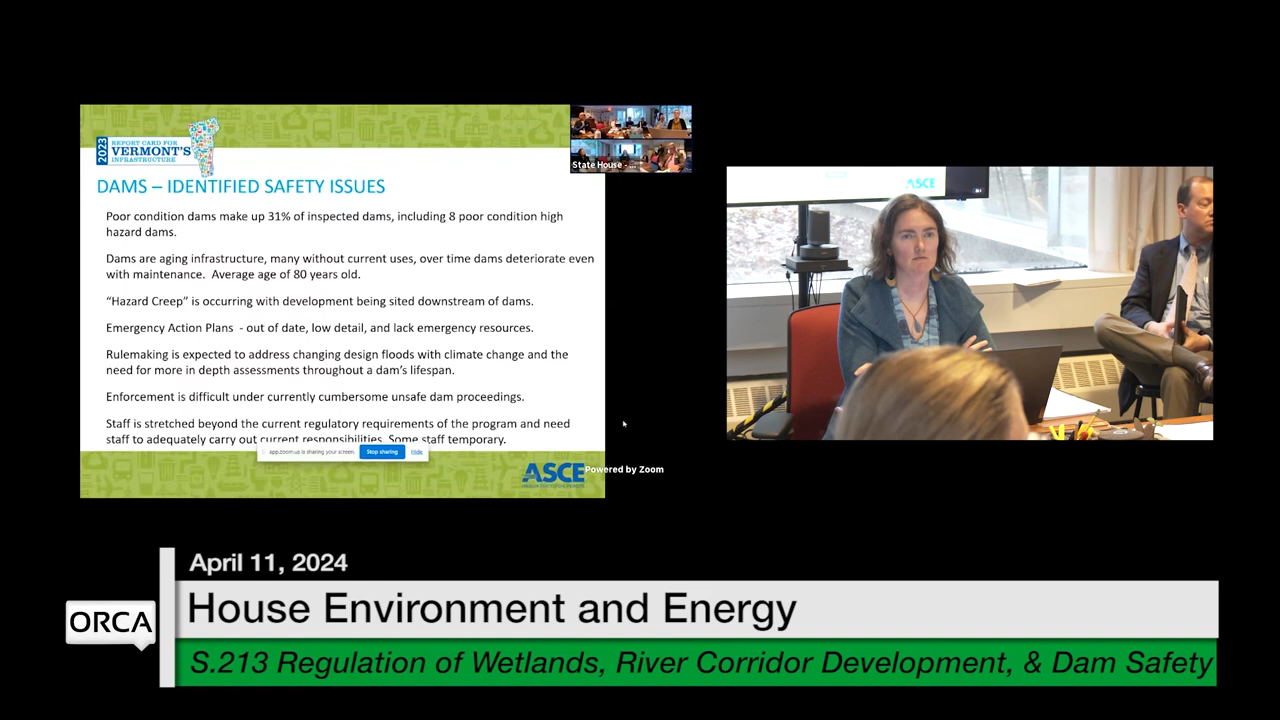 2023
REPORT CARD FOR
VERMONT'S
INFRASTRUCTURE
State House - ...
DAMS – IDENTIFIED SAFETY ISSUES
Poor condition dams make up 31% of inspected dams, including 8 poor condition high
hazard dams.
Dams are aging infrastructure, many without current uses, over time dams deteriorate even
with maintenance.  Average age of 80 years old.
“Hazard Creep” is occurring with development being sited downstream of dams.
Emergency Action Plans  - out of date, low detail, and lack emergency resources.
Rulemaking is expected to address changing design floods with climate change and the
need for more in depth assessments throughout a dam’s lifespan.
Enforcement is difficult under currently cumbersome unsafe dam proceedings.
Staff is stretched beyond the current regulatory requirements of the program and need
staff to adequately carry out current responsibilities. Some staff temporary.
app.zoom.us is sharing your screen.
Stop sharing
Hide
ASCE
Powered by Zoom
ASCE
April 11, 2024
ORCA
House Environment and Energy
S.213 Regulation of Wetlands, River Corridor Development, & Dam Safety